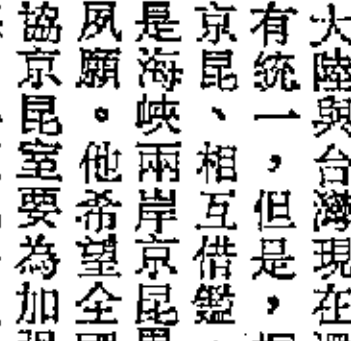 大陸與台灣現在
有統一，但是，
京昆、相互借鑑
是海峽兩岸京昆
夙願。他希望全
協京昆室要為加